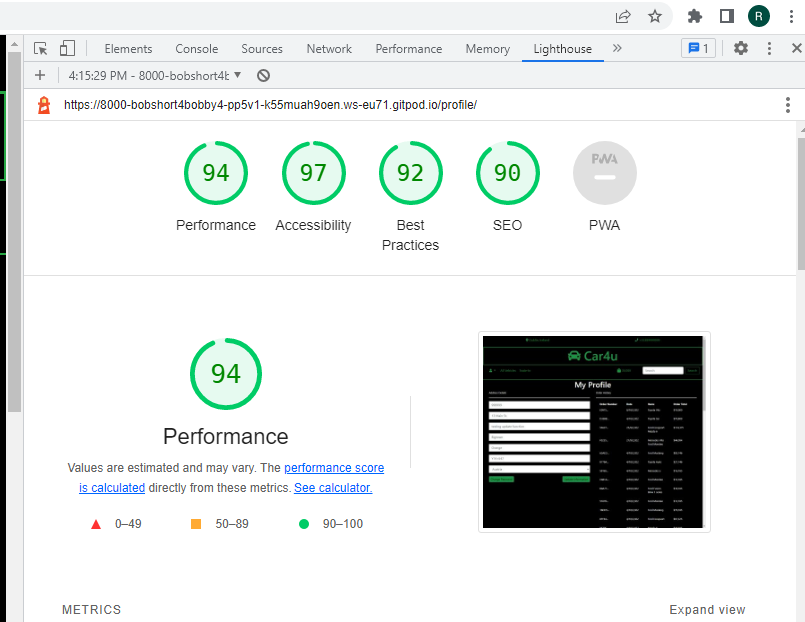 R
Elements Console Sources Network Performance Memory Lighthouse » 1
4:15:29 PM - 8000-bobshort4b
https://8000-bobshort4bobby4-pp5v1-k55muah9oen.ws-eu71.gitpod.io/profile/
94 97 92 90 PWA
Performance Accessibility Best Practices SEO PWA
94
Performance
Values are estimated and may vary. The performance score
is calculated directly from these metrics. See calculator.
0–49 50–89 90–100
Car4u
My Profile
METRICS Expand view